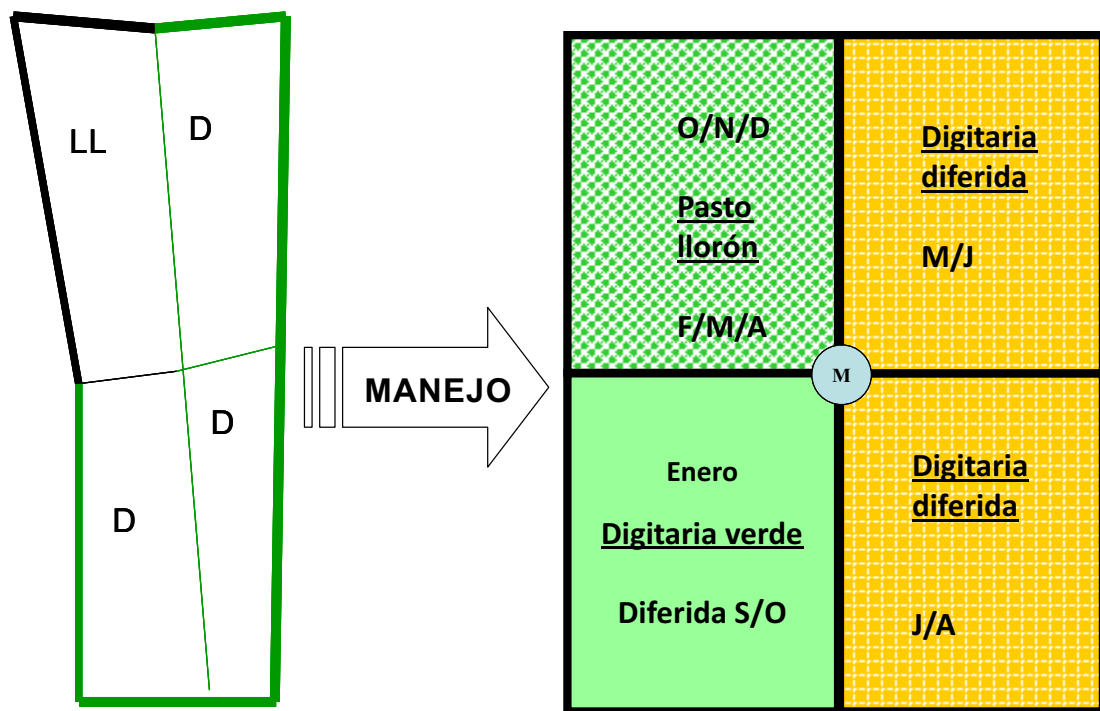 LL
D
D
D
MANEJO
O/N/D
Pasto
llorón
F/M/A
Digitaria
diferida
M/J
M
Enero
Digitaria verde
Diferida S/O
Digitaria
diferida
J/A